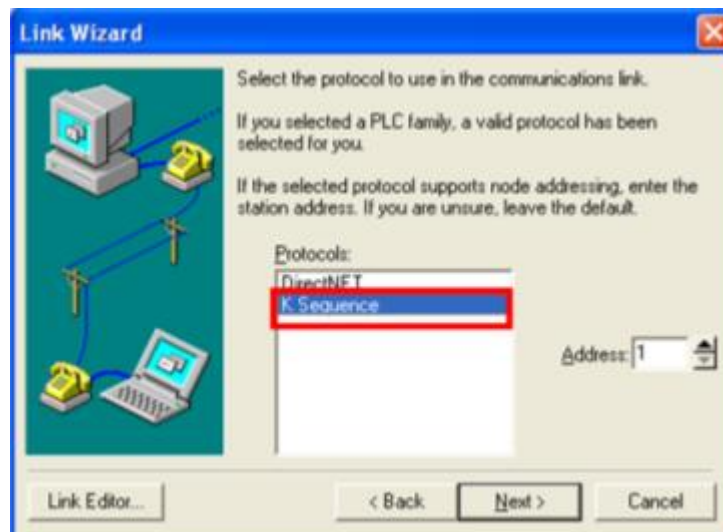 Link Wizard
Select the protocol to use in the communications link.
If you selected a PLC family, a valid protocol has been
selected for you.
If the selected protocol supports node addressing, enter the
station address. If you are unsure, leave the default.
Protocols:
DirectNET
K Sequence
Address: 1
Link Editor...
< Back
Next >
Cancel